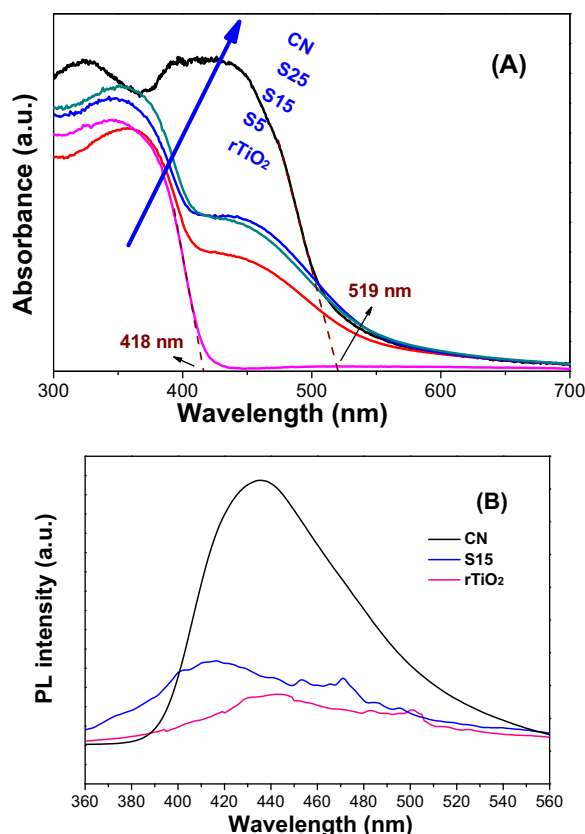 (A)
CN
S25
S15
S5
rTiO₂
Absorbance (a.u.)
418 nm
519 nm
300 400 500 600 700
Wavelength (nm)
(B)
CN
S15
rTiO₂
PL intensity (a.u.)
360 380 400 420 440 460 480 500 520 540 560
Wavelength (nm)